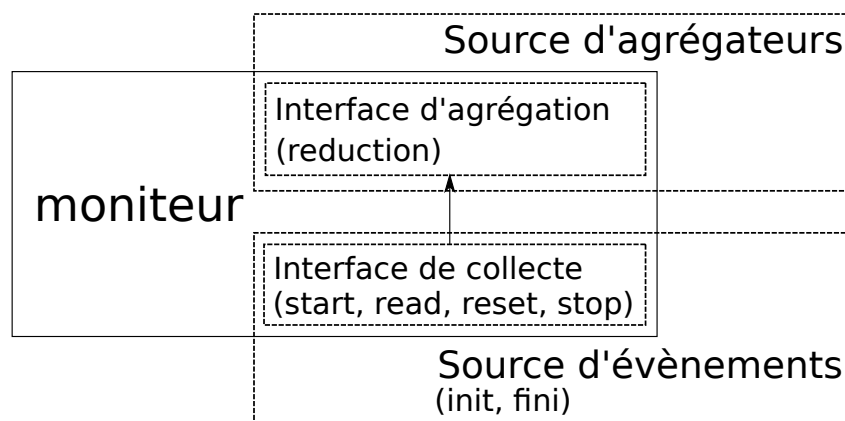 Source d'agrégateurs
Interface d'agrégation
(reduction)
moniteur
Interface de collecte
(start, read, reset, stop)
Source d'évènements
(init, fini)